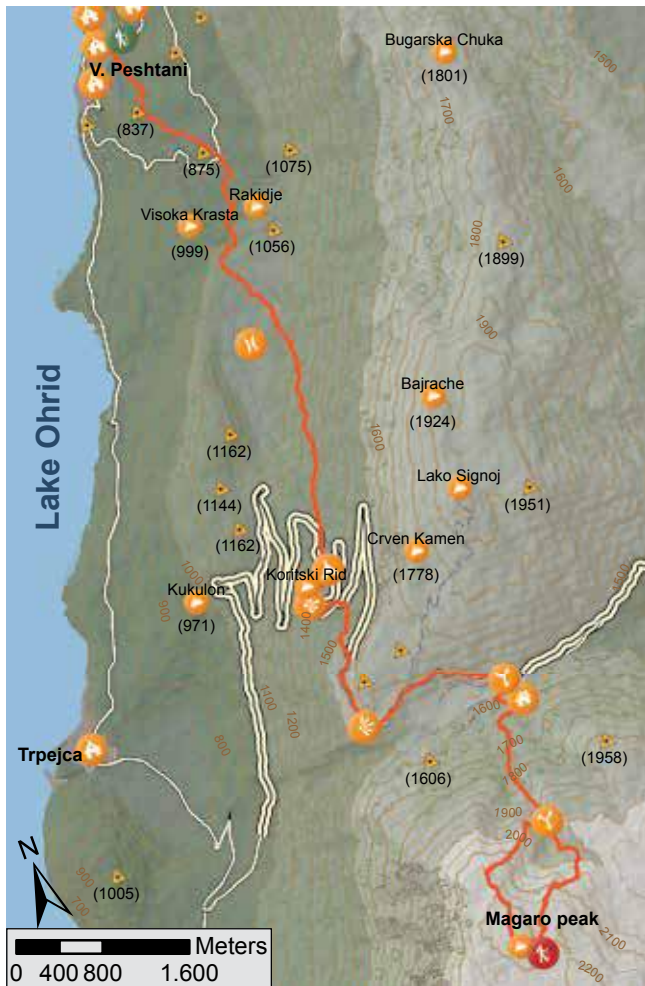 Bugarska Chuka
(1801)
1500
V. Peshtani
1700
(837)
(875)
(1075)
1600
Rakidje
Visoka Krasta
(999)
(1056)
1800
(1899)
1900
Lake Ohrid
Bajrache
(1924)
1600
(1162)
Lako Signoj
(1144)
(1951)
(1162)
Crven Kamen
(1778)
1000
Koritski Rid
Kukulon
(971)
900
1400
1500
1500
1100
1200
1600
800
1700
(1958)
Trpejca
(1606)
1800
1900
2000
N
900
(1005)
700
Magaro peak
2100
2200
Meters
0 400 800 1.600